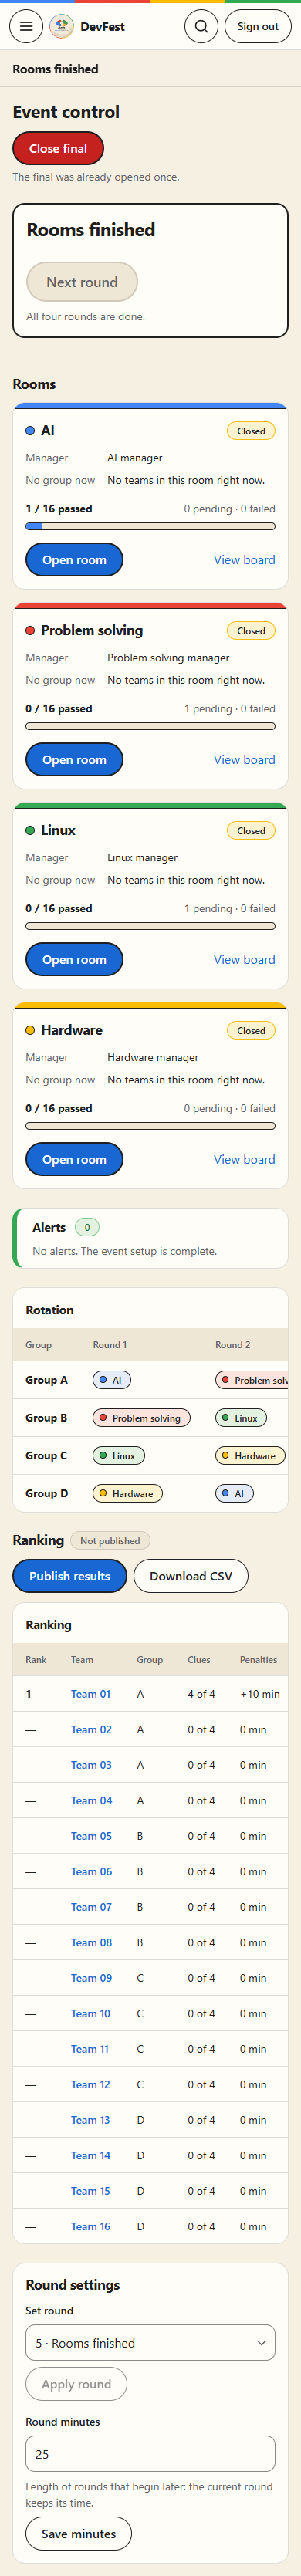 DevFest
Sign out
Rooms finished
Event control
Close final
The final was already opened once.
Rooms finished
Next round
All four rounds are done.
Rooms
AI Closed
Manager AI manager
No group now No teams in this room right now.
1 / 16 passed 0 pending · 0 failed
Open room View board
Problem solving Closed
Manager Problem solving manager
No group now No teams in this room right now.
0 / 16 passed 1 pending · 0 failed
Open room View board
Linux Closed
Manager Linux manager
No group now No teams in this room right now.
0 / 16 passed 1 pending · 0 failed
Open room View board
Hardware Closed
Manager Hardware manager
No group now No teams in this room right now.
0 / 16 passed 1 pending · 0 failed
Open room View board
Alerts 0
No alerts. The event setup is complete.
Rotation
Group Round 1 Round 2
Group A AI Problem solv
Group B Problem solving Linux
Group C Linux Hardware
Group D Hardware AI
Ranking Not published
Publish results Download CSV
Ranking
Rank Team Group Clues Penalties
1 Team 01 A 4 of 4 +10 min
— Team 02 A 0 of 4 0 min
— Team 03 A 0 of 4 0 min
— Team 04 A 0 of 4 0 min
— Team 05 B 0 of 4 0 min
— Team 06 B 0 of 4 0 min
— Team 07 B 0 of 4 0 min
— Team 08 B 0 of 4 0 min
— Team 09 C 0 of 4 0 min
— Team 10 C 0 of 4 0 min
— Team 11 C 0 of 4 0 min
— Team 12 C 0 of 4 0 min
— Team 13 D 0 of 4 0 min
— Team 14 D 0 of 4 0 min
— Team 15 D 0 of 4 0 min
— Team 16 D 0 of 4 0 min
Round settings
Set round
5 · Rooms finished
Apply round
Round minutes
25
Length of rounds that begin later; the current round
keeps its time.
Save minutes